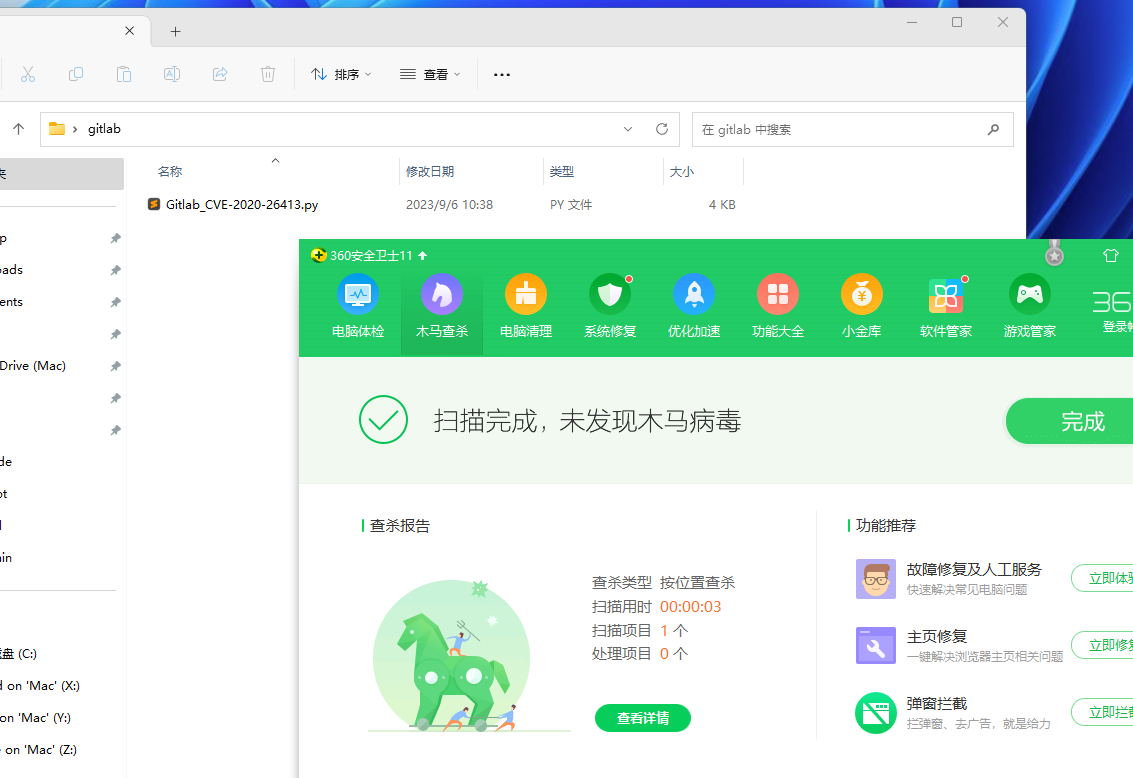 排序
查看
gitlab
在 gitlab 中搜索
名称
修改日期
类型
大小
Gitlab_CVE-2020-26413.py
2023/9/6 10:38
PY 文件
4 KB
Drive (Mac)
(C:)
on 'Mac' (X:)
on 'Mac' (Y:)
on 'Mac' (Z:)
360安全卫士11
电脑体检
木马查杀
电脑清理
系统修复
优化加速
功能大全
小金库
软件管家
游戏管家
扫描完成，未发现木马病毒
完成
查杀报告
查杀类型 按位置查杀
扫描用时 00:00:03
扫描项目 1 个
处理项目 0 个
查看详情
功能推荐
故障修复及人工服务
快速解决常见电脑问题
立即体
主页修复
一键解决浏览器主页相关问题
立即修
弹窗拦截
拦弹窗、去广告，就是给力
立即拦